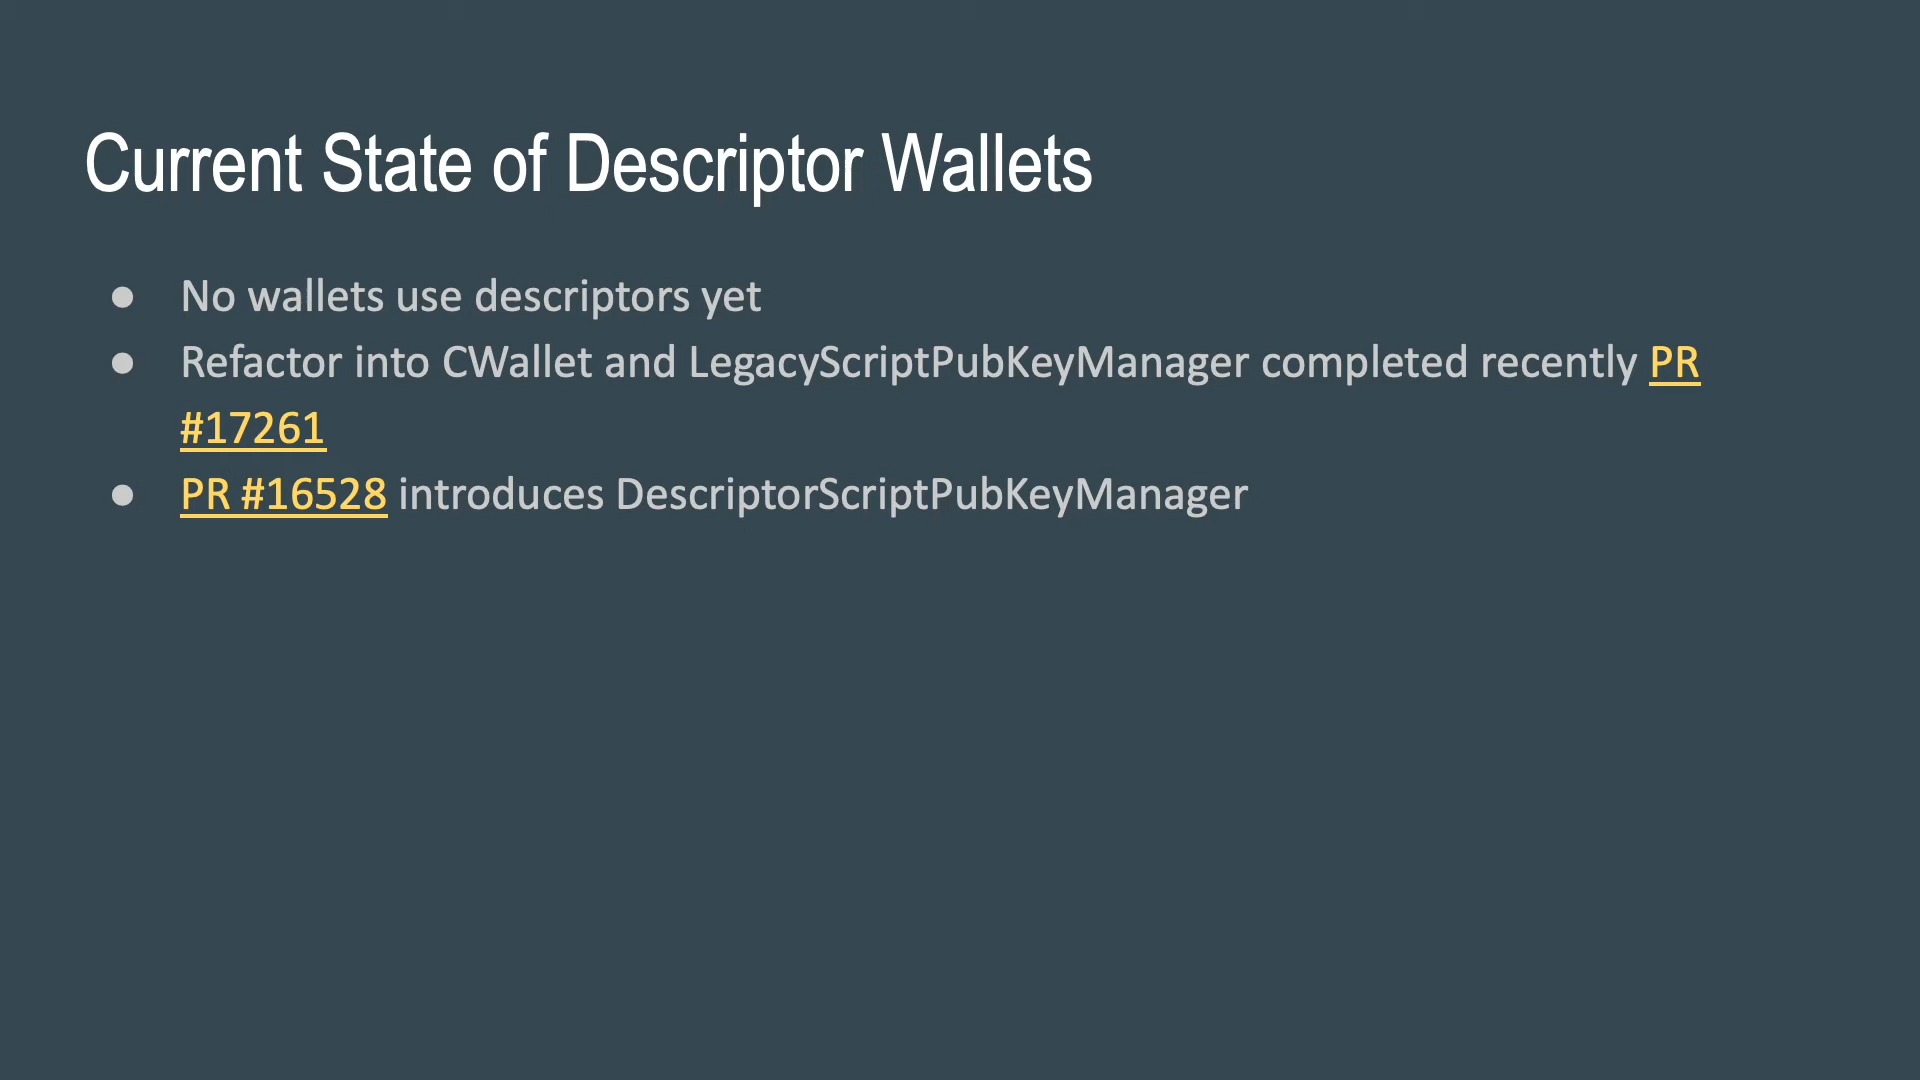 Current State of Descriptor Wallets
● No wallets use descriptors yet
● Refactor into CWallet and LegacyScriptPubKeyManager completed recently PR
#17261
● PR #16528 introduces DescriptorScriptPubKeyManager